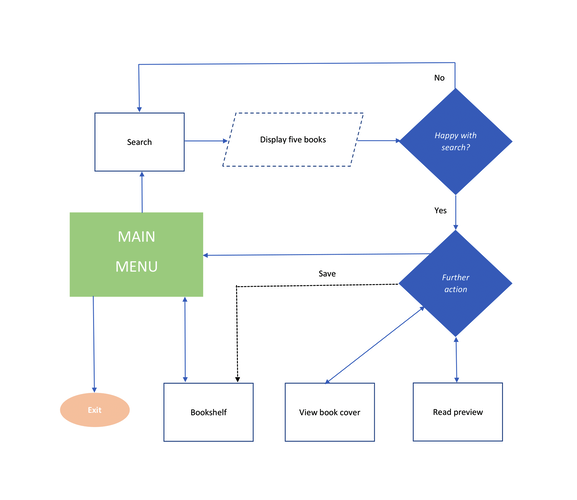 No
Search
Display five books
Happy with
search?
Yes
MAIN
MENU
Further
action
Save
Exit
Bookshelf
View book cover
Read preview